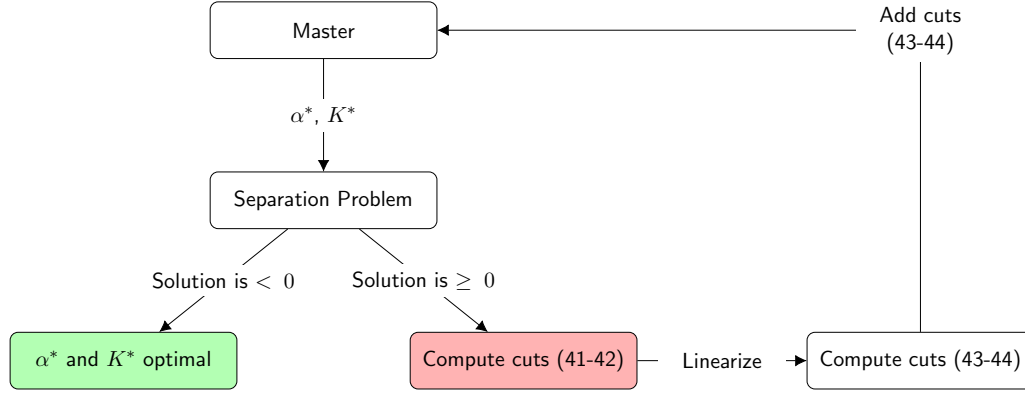 Master
Add cuts
(43-44)
α*, K*
Separation Problem
Solution is < 0
Solution is ≥ 0
α* and K* optimal
Compute cuts (41-42)
Linearize
Compute cuts (43-44)